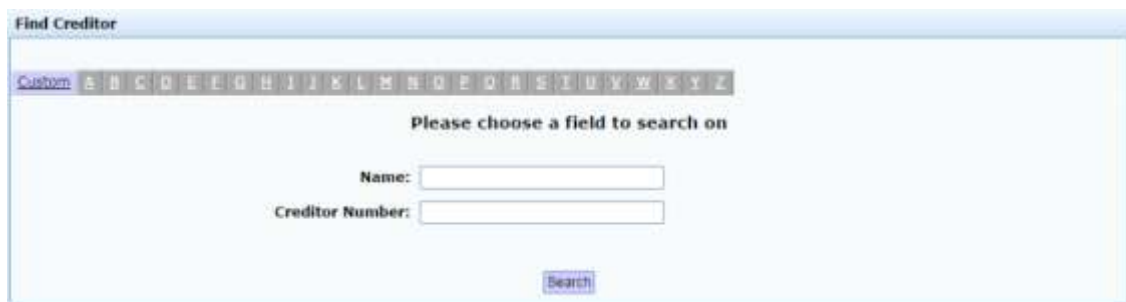 Find Creditor
Custom A B C D E F G H I J K L M N O P Q R S T U V W X Y Z
Please choose a field to search on
Name:
Creditor Number:
Search